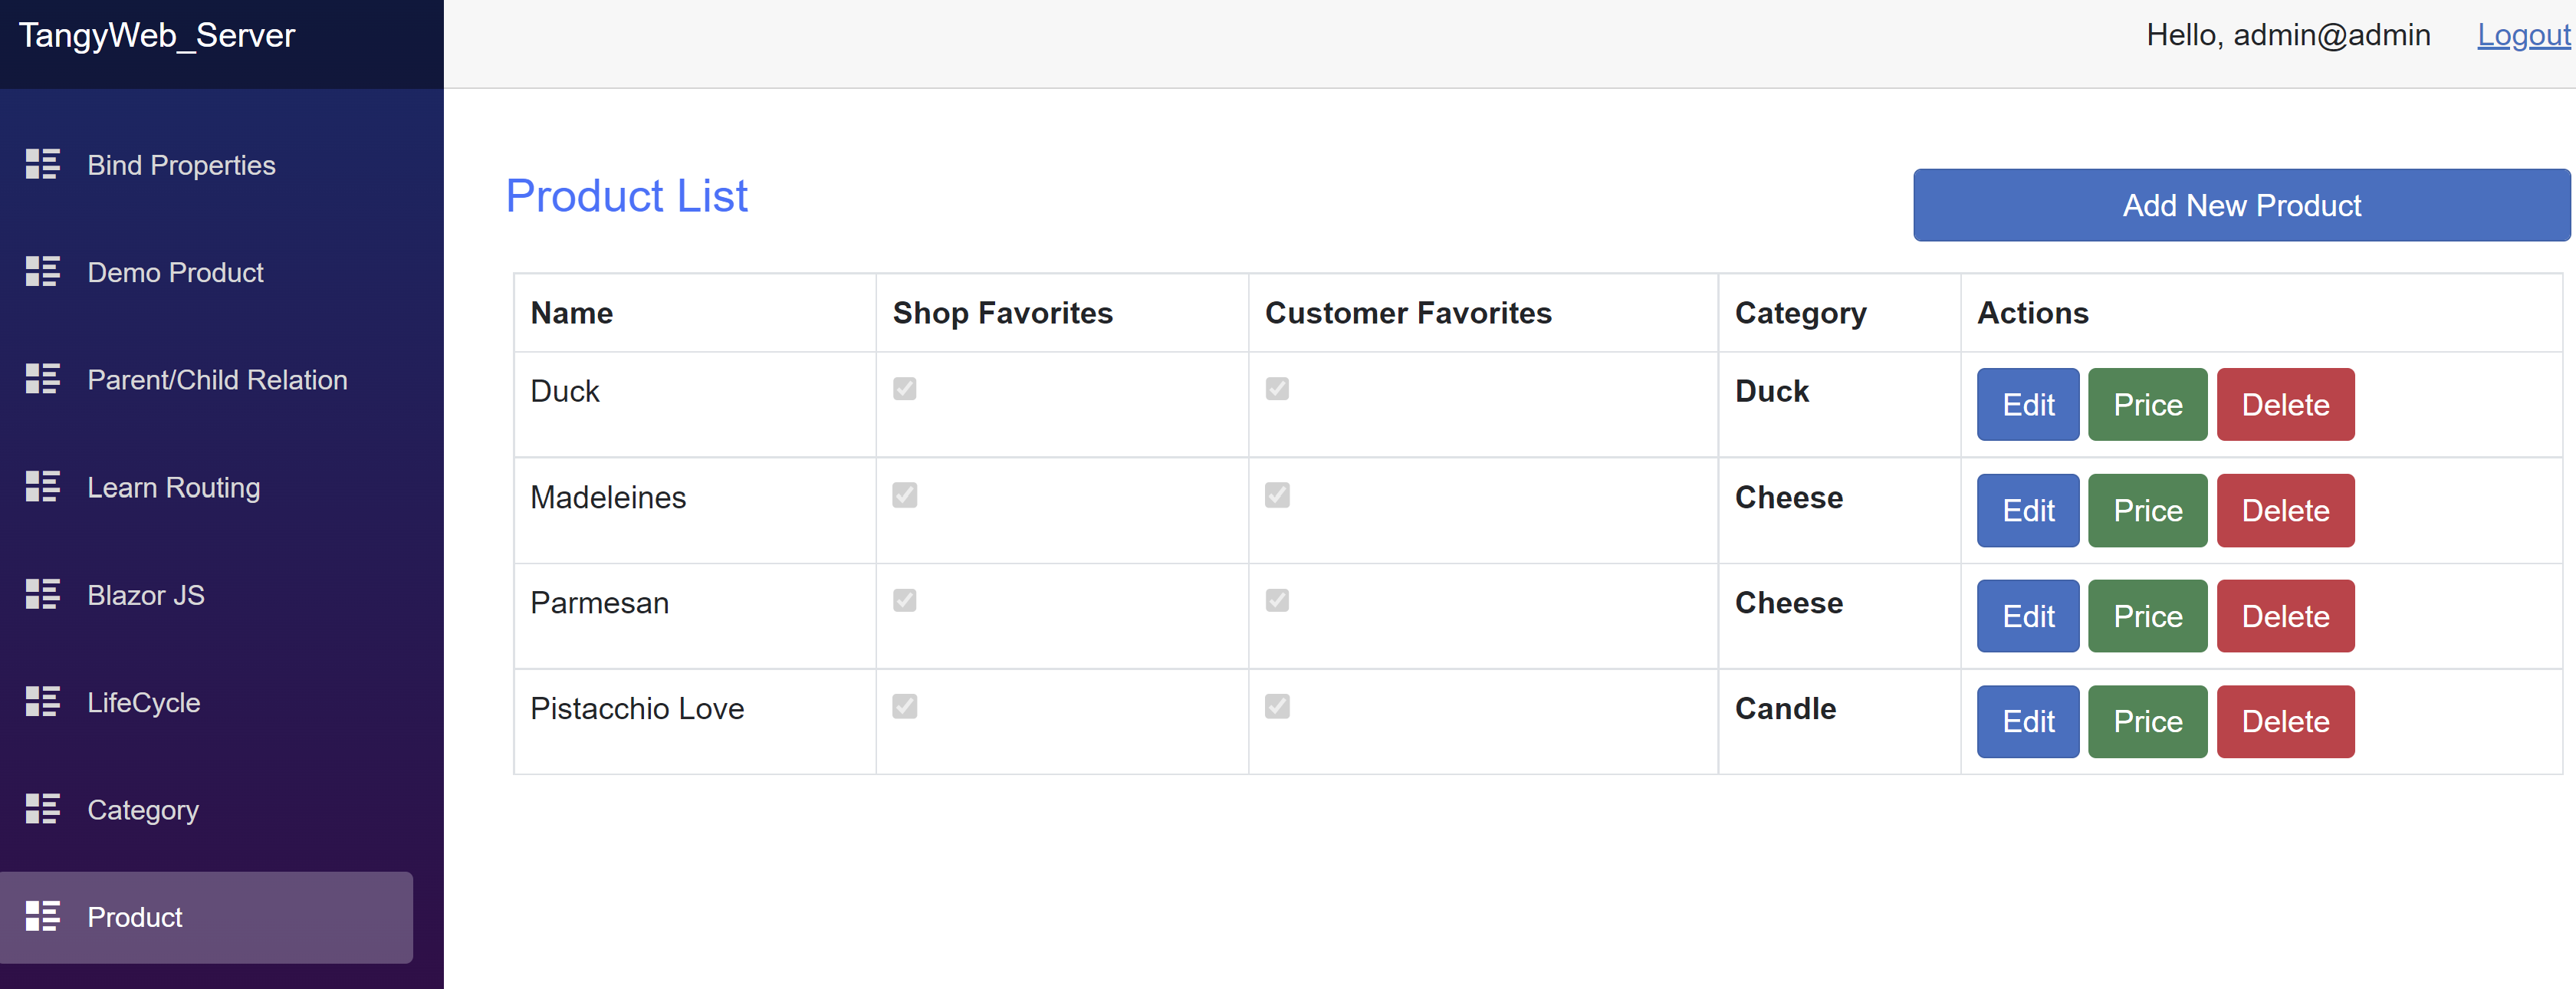 TangyWeb_Server
Hello, admin@admin Logout
Bind Properties
Demo Product
Parent/Child Relation
Learn Routing
Blazor JS
LifeCycle
Category
Product
Product List
Add New Product
Name Shop Favorites Customer Favorites Category Actions
Duck Duck Edit Price Delete
Madeleines Cheese Edit Price Delete
Parmesan Cheese Edit Price Delete
Pistacchio Love Candle Edit Price Delete